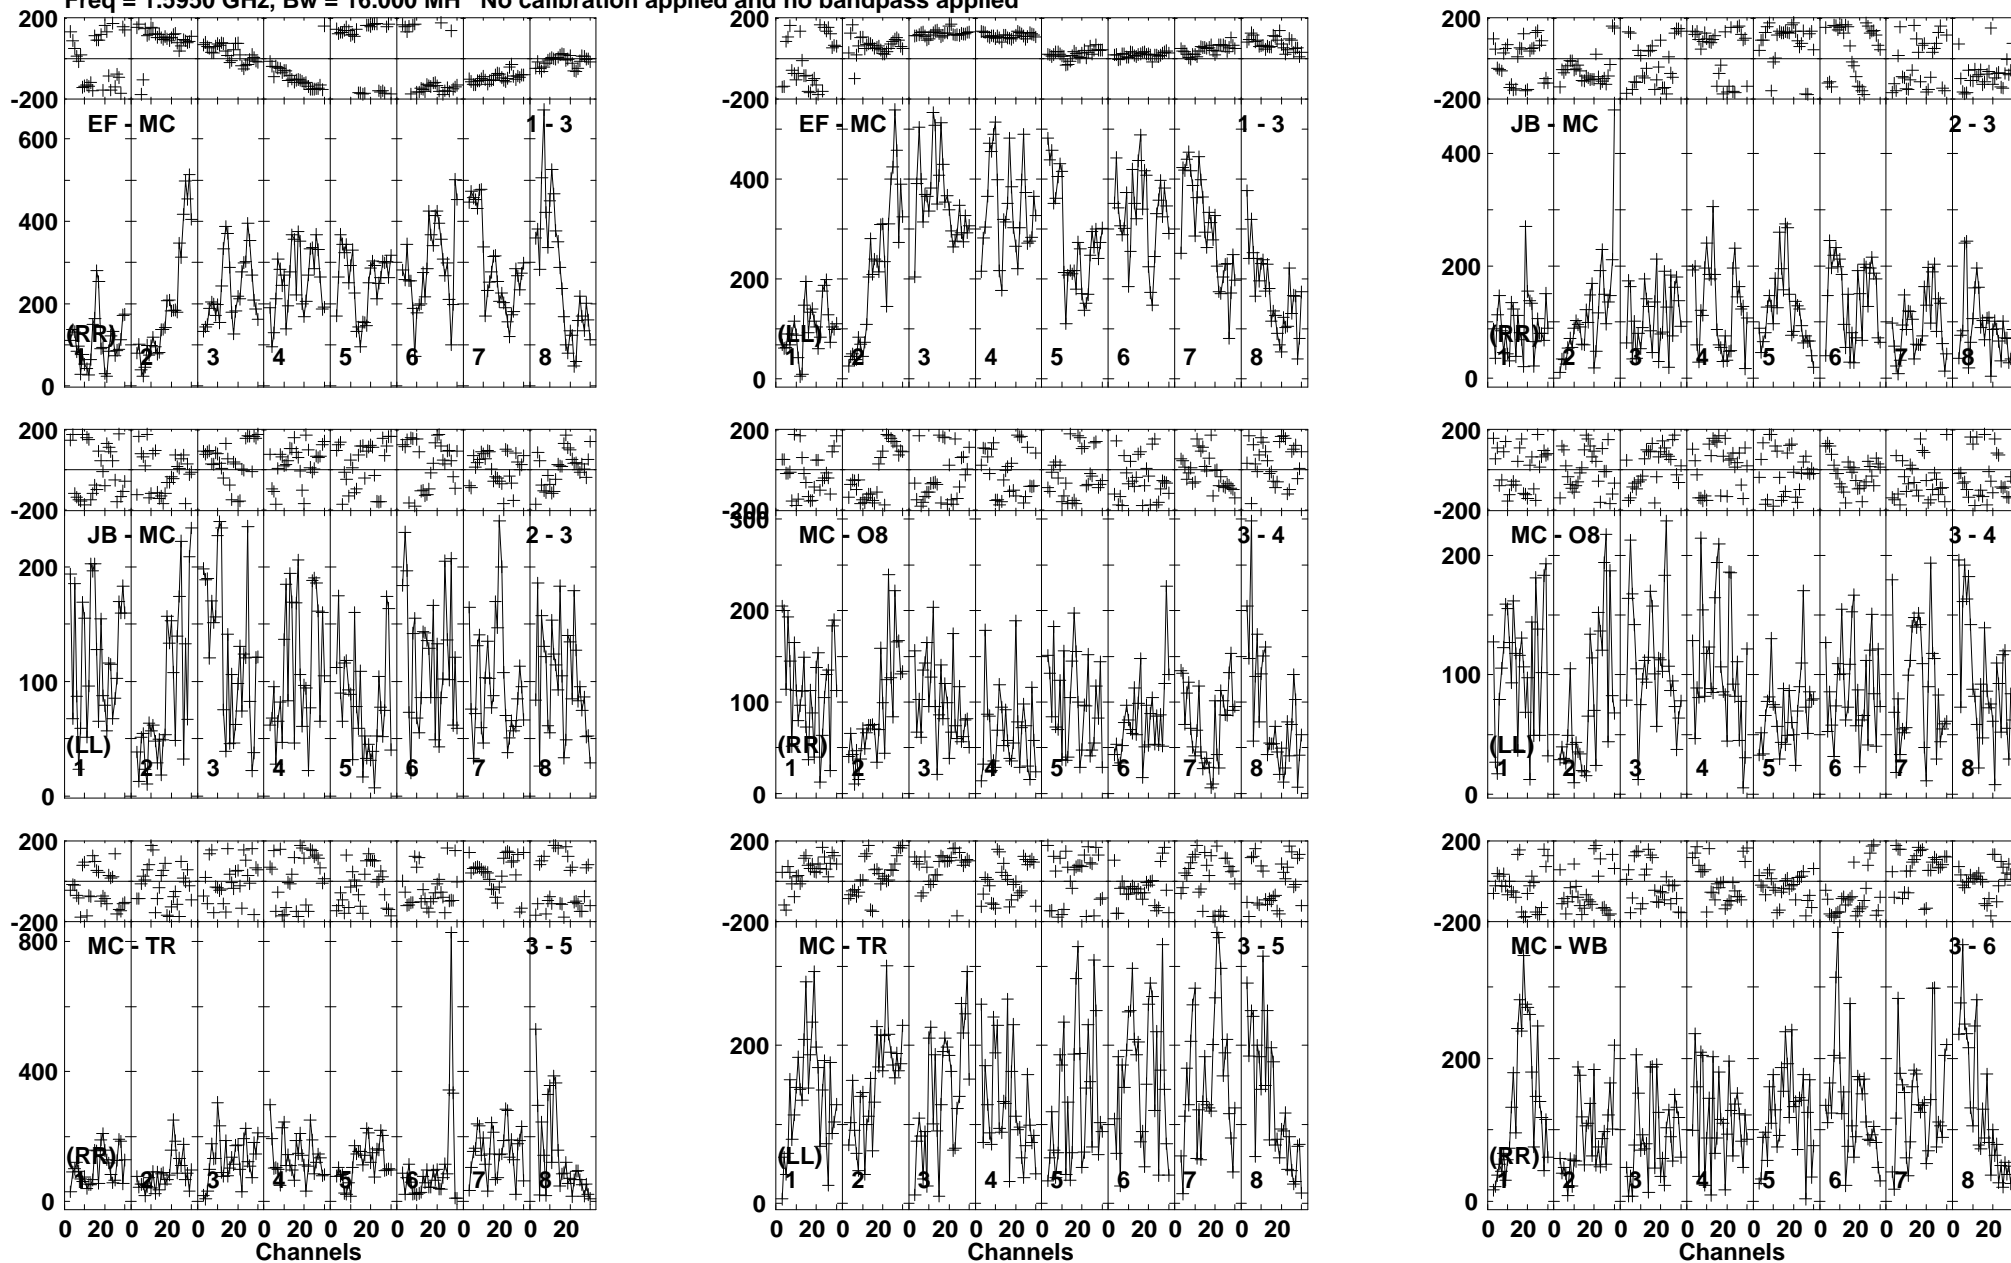 Freq = 1.5950 GHz, Bw = 16.000 MH No calibration applied and no bandpass applied
200 200 200
-200 -200 -200
EF - MC 1 - 3 EF - MC 1 - 3 JB - MC 2 - 3
600
400 400
400
200 200 200
(RR) (LL) (RR)
1 2 3 4 5 6 7 8 1 2 3 4 5 6 7 8 1 2 3 4 5 6 7 8
0 0 0
200 200 200
-200 -200 -200
300
JB - MC 2 - 3 MC - O8 3 - 4 MC - O8 3 - 4
200 200 200
100 100 100
(LL) (RR) (LL)
1 2 3 4 5 6 7 8 1 2 3 4 5 6 7 8 1 2 3 4 5 6 7 8
0 0 0
200 200 200
-200 -200 -200
800
MC - TR 3 - 5 MC - TR 3 - 5 MC - WB 3 - 6
400 200 200
(RR) (LL) (RR)
1 2 3 4 5 6 7 8 1 2 3 4 5 6 7 8 1 2 3 4 5 6 7 8
0 0 0
0 20 0 20 0 20 0 20 0 20 0 20 0 20 0 20 0 20 0 20 0 20 0 20 0 20 0 20 0 20 0 20 0 20 0 20 0 20 0 20 0 20 0 20 0 20 0 20
Channels Channels Channels